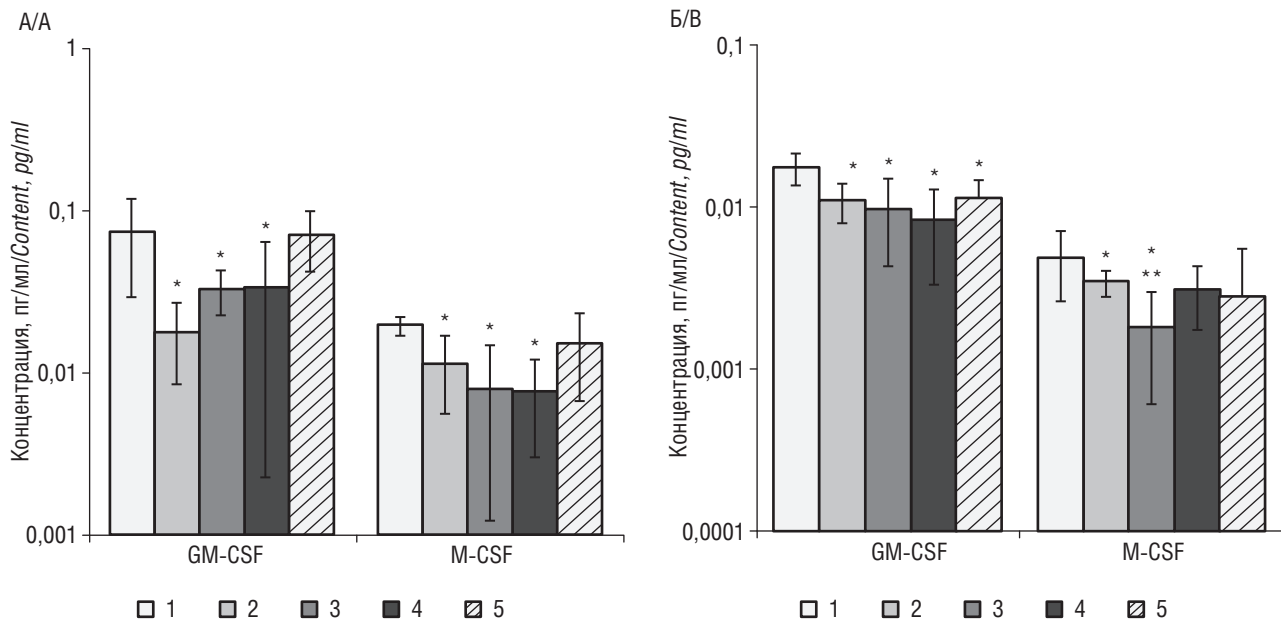 А/А
Концентрация, пг/мл/Content, pg/ml
1
0,1
0,01
0,001
* * *
* * *
GM-CSF
M-CSF
1 2 3 4 5
Б/В
Концентрация, пг/мл/Content, pg/ml
0,1
0,01
0,001
0,0001
* * * *
* *
**
GM-CSF
M-CSF
1 2 3 4 5